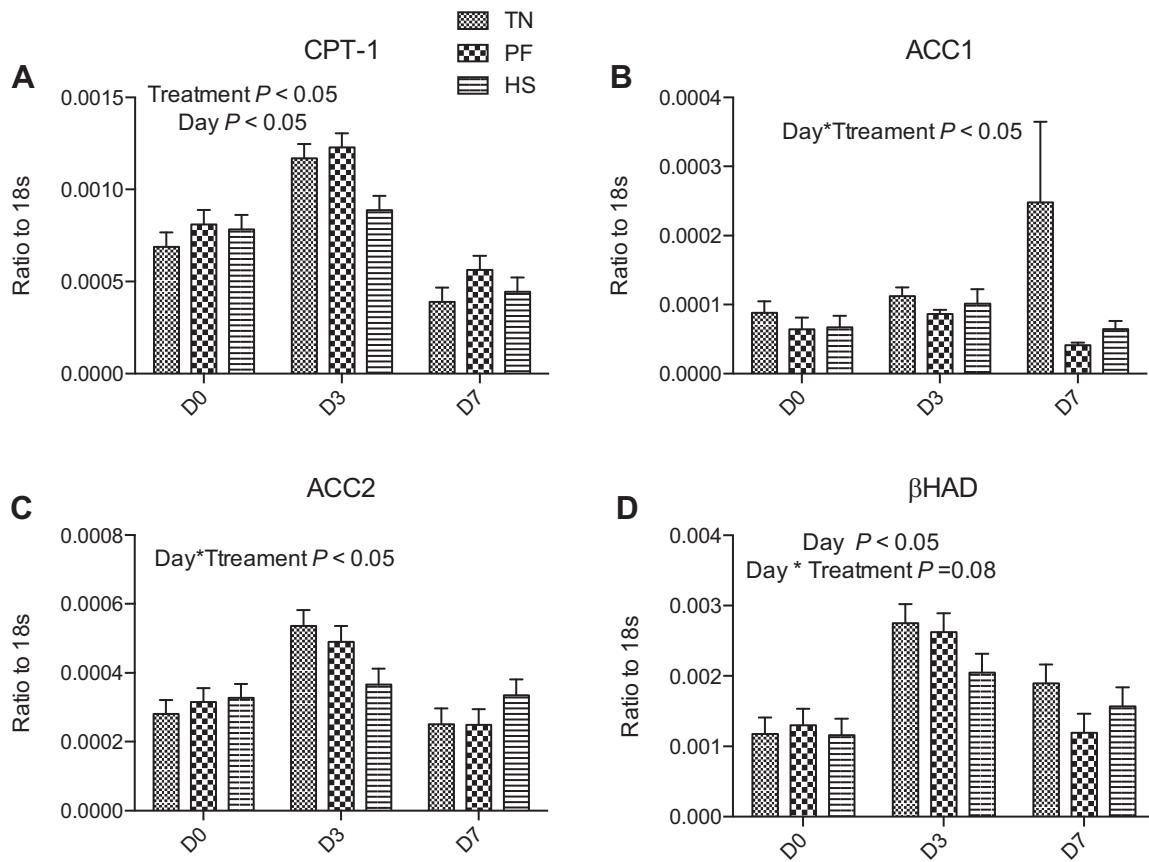 TN
PF
HS
A
CPT-1
Treatment P < 0.05
Day P < 0.05
Ratio to 18s
0.0015
0.0010
0.0005
0.0000
D0
D3
D7
B
ACC1
Day*Ttreament P < 0.05
Ratio to 18s
0.0004
0.0003
0.0002
0.0001
0.0000
D0
D3
D7
C
ACC2
Day*Ttreament P < 0.05
Ratio to 18s
0.0008
0.0006
0.0004
0.0002
0.0000
D0
D3
D7
D
βHAD
Day P < 0.05
Day * Treatment P =0.08
Ratio to 18s
0.004
0.003
0.002
0.001
0.000
D0
D3
D7